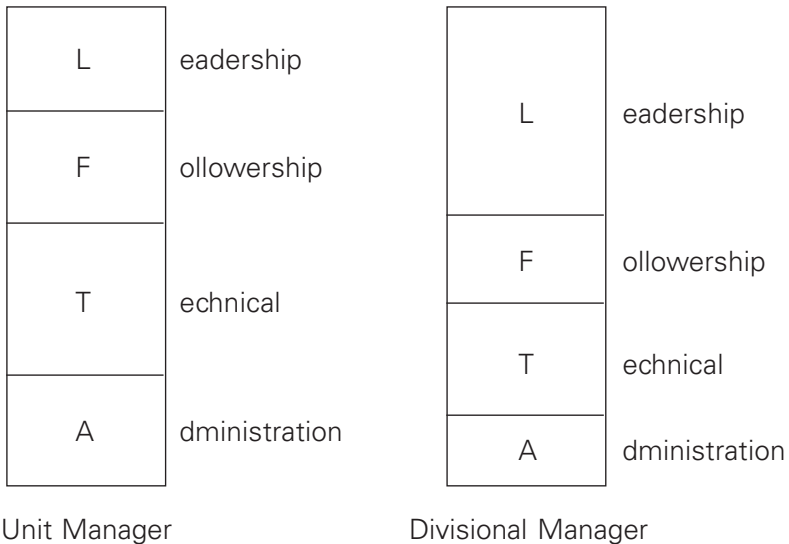 L eadership
F ollowership
T echnical
A dministration
Unit Manager
L eadership
F ollowership
T echnical
A dministration
Divisional Manager